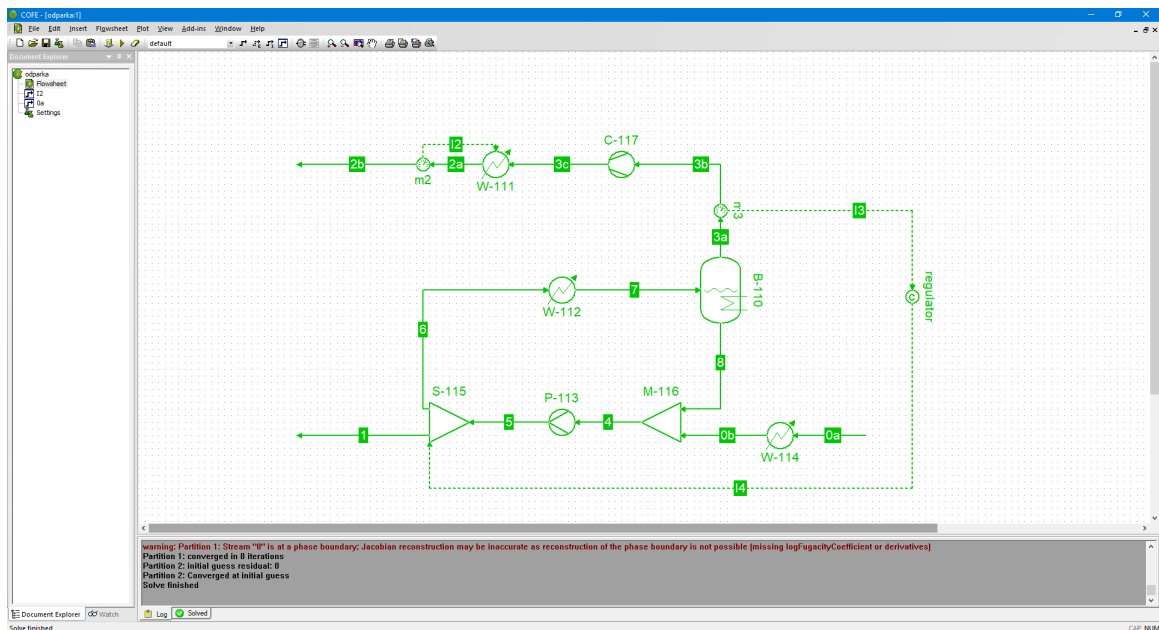 COFE - [odparka:1]
File Edit Insert Flowsheet Plot View Add-ins Window Help
default
Document Explorer
odparka
Flowsheet
I2
0a
Settings
C-117
I2
2b
2a
3c
3b
m2
W-111
m3
I3
3a
B-110
regulator
c
7
W-112
6
8
S-115
P-113
M-116
5
4
1
0b
0a
W-114
I4
warning: Partition 1: Stream "8" is at a phase boundary; Jacobian reconstruction may be inaccurate as reconstruction of the phase boundary is not possible (missing logFugacityCoefficient or derivatives)
Partition 1: converged in 8 iterations
Partition 2: initial guess residual: 0
Partition 2: Converged at initial guess
Solve finished
Document Explorer Watch
Log Solved
Solve finished
CAP NUM